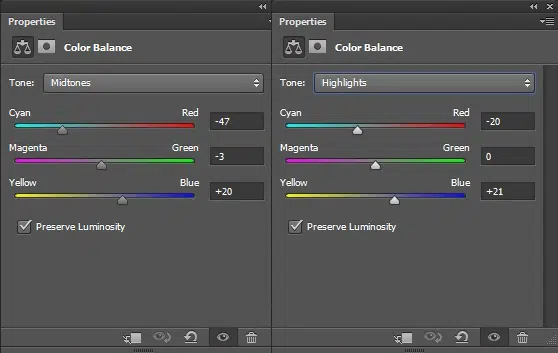 Properties
Color Balance
Tone: Midtones
Cyan Red
-47
Magenta Green
-3
Yellow Blue
+20
Preserve Luminosity
Properties
Color Balance
Tone: Highlights
Cyan Red
-20
Magenta Green
0
Yellow Blue
+21
Preserve Luminosity